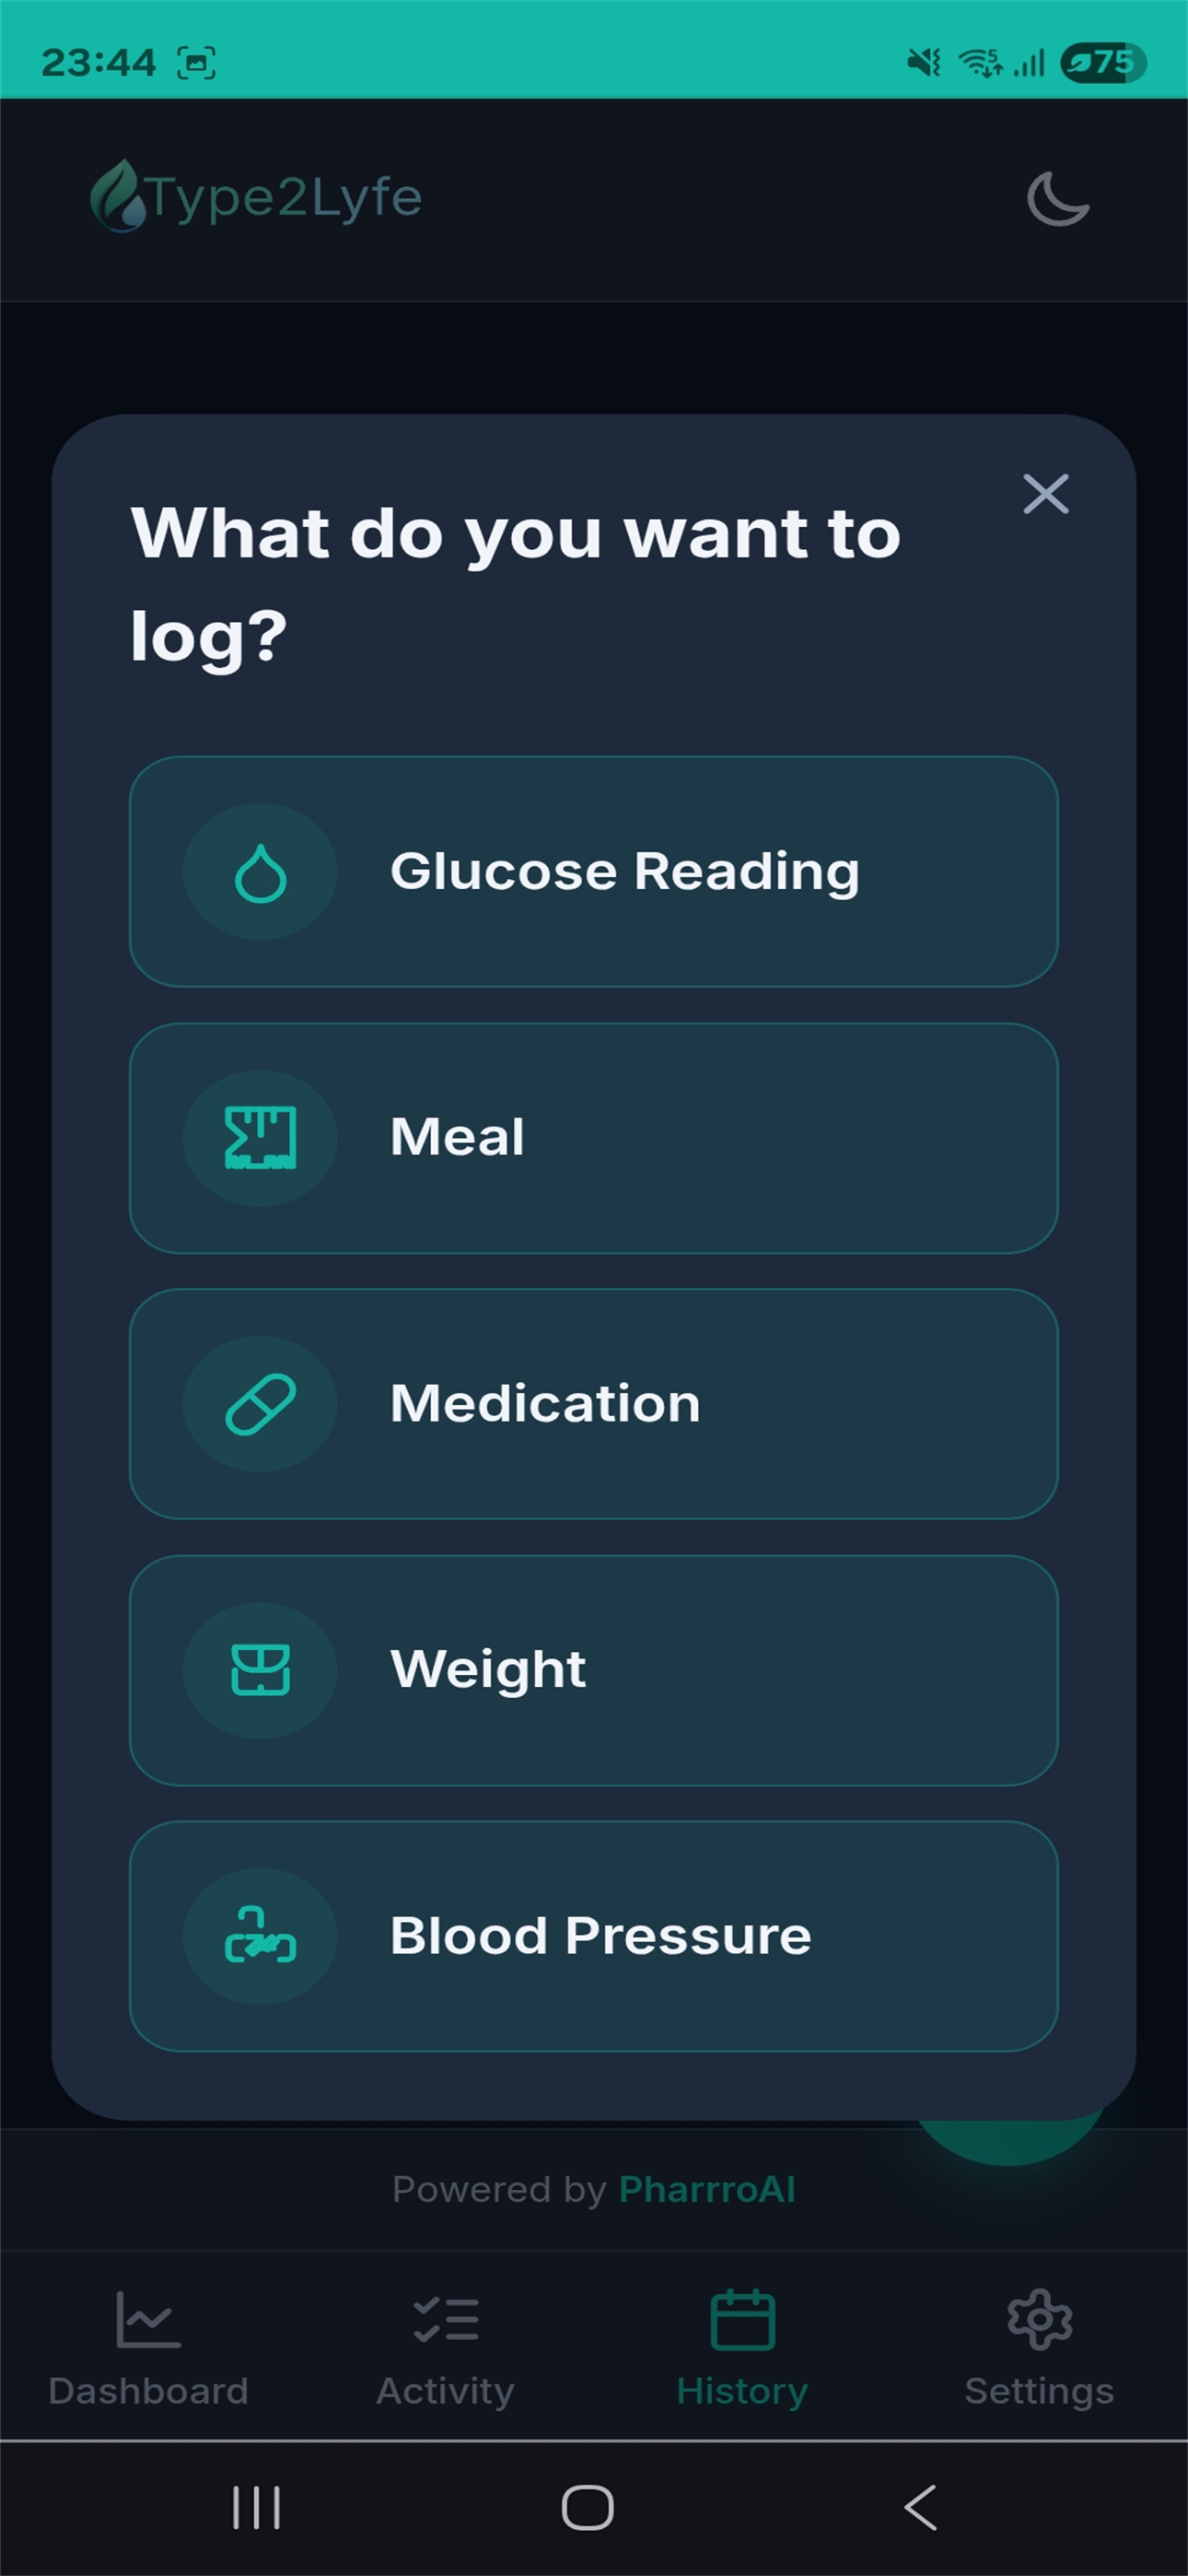 23:44
5
75
Type2Lyfe
What do you want to
log?
Glucose Reading
Meal
Medication
Weight
Blood Pressure
Powered by PharrroAI
Dashboard
Activity
History
Settings